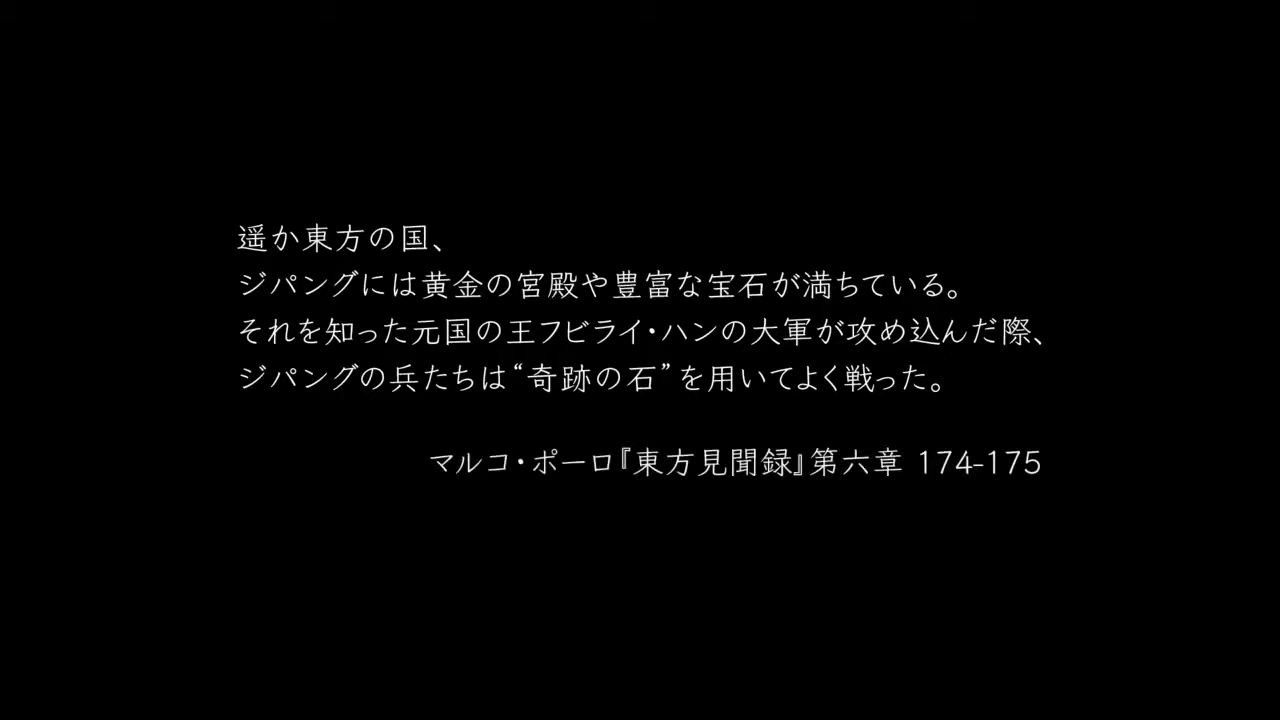 遥か東方の国、
ジパングには黄金の宮殿や豊富な宝石が満ちている。
それを知った元国の王フビライ・ハンの大軍が攻め込んだ際、
ジパングの兵たちは“奇跡の石”を用いてよく戦った。
マルコ・ポーロ『東方見聞録』第六章 174-175